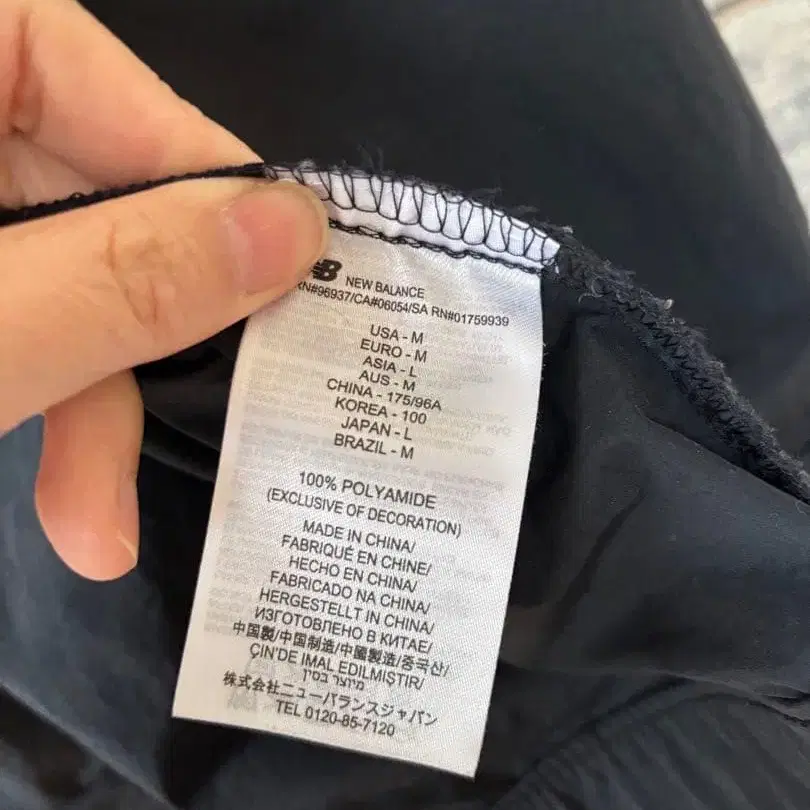 NB NEW BALANCE
RN#96937/CA#06054/SA RN#01759939
USA - M
EURO - M
ASIA - L
AUS - M
CHINA - 175/96A
KOREA - 100
JAPAN - L
BRAZIL - M
100% POLYAMIDE
(EXCLUSIVE OF DECORATION)
MADE IN CHINA/
FABRIQUÉ EN CHINE/
HECHO EN CHINA/
FABRICADO NA CHINA/
HERGESTELLT IN CHINA/
ИЗГОТОВЛЕНО В КИТАЕ/
中国製/中国制造/中國製造/중국산/
ÇIN'DE IMAL EDILMISTIR/
מיוצר בסין
株式会社ニューバランスジャパン
TEL 0120-85-7120